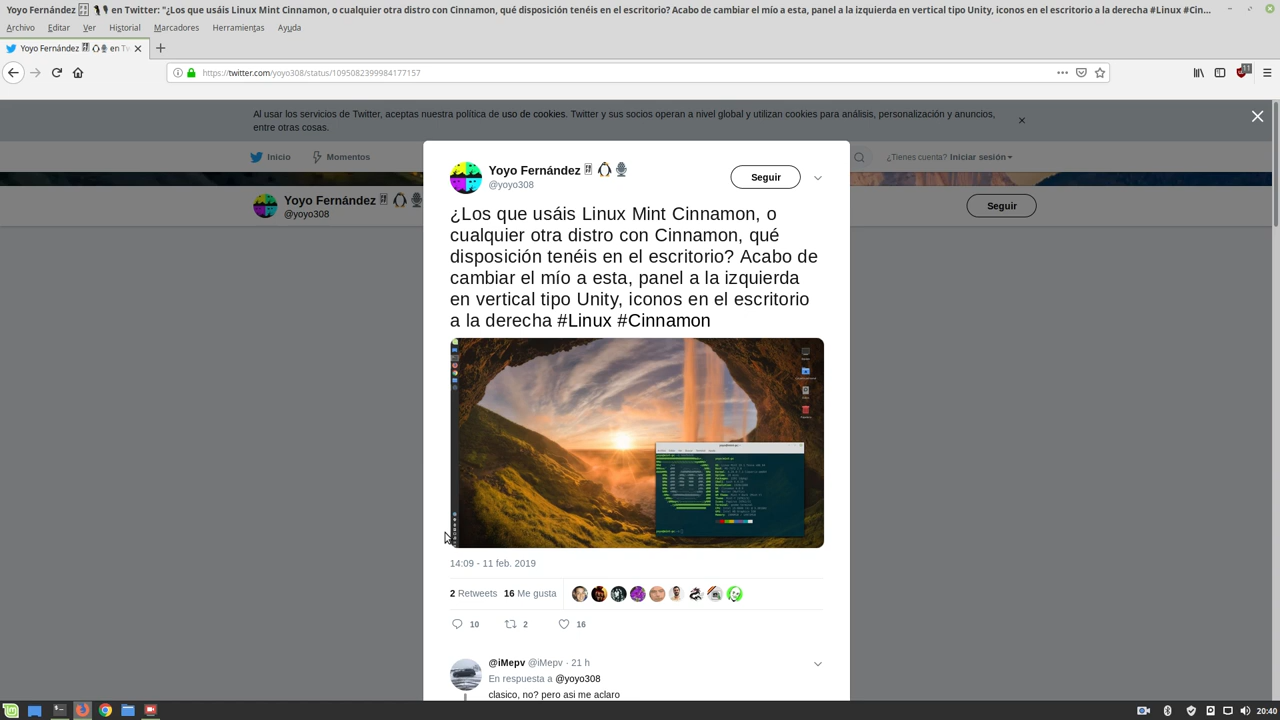 Yoyo Fernández en Twitter: "¿Los que usáis Linux Mint Cinnamon, o cualquier otra distro con Cinnamon, qué disposición tenéis en el escritorio? Acabo de cambiar el mío a esta, panel a la izquierda en vertical tipo Unity, iconos en el escritorio a la derecha #Linux #Cin...
Archivo Editar Ver Historial Marcadores Herramientas Ayuda
Yoyo Fernández en Tw
https://twitter.com/yoyo308/status/1095082399984177157
11
Al usar los servicios de Twitter, aceptas nuestra política de uso de cookies. Twitter y sus socios operan a nivel global y utilizan cookies para análisis, personalización y anuncios,
entre otras cosas.
Inicio Momentos ¿Tienes cuenta? Iniciar sesión
Yoyo Fernández
@yoyo308
Seguir
Yoyo Fernández
@yoyo308
Seguir
¿Los que usáis Linux Mint Cinnamon, o
cualquier otra distro con Cinnamon, qué
disposición tenéis en el escritorio? Acabo de
cambiar el mío a esta, panel a la izquierda
en vertical tipo Unity, iconos en el escritorio
a la derecha #Linux #Cinnamon
14:09 - 11 feb. 2019
2 Retweets 16 Me gusta
10 2 16
@iMepv @iMepv · 21 h
En respuesta a @yoyo308
clasico, no? pero asi me aclaro
20:40